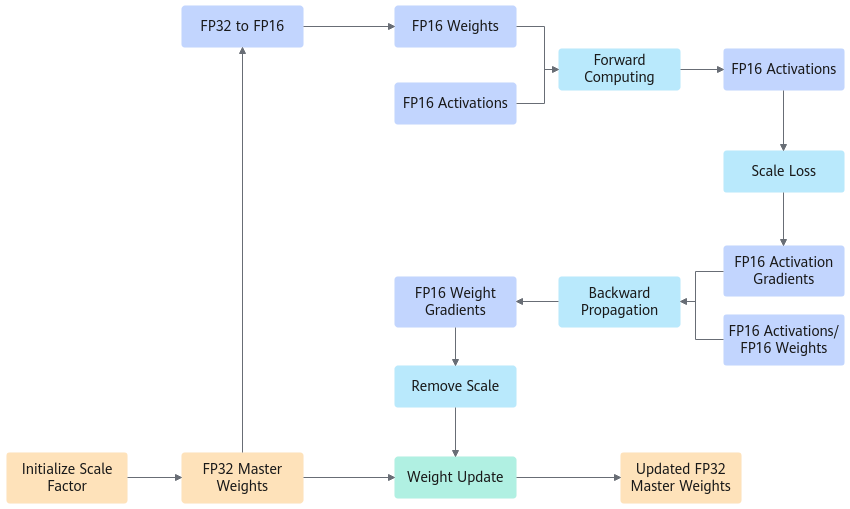 FP32 to FP16
FP16 Weights
FP16 Activations
Forward
Computing
FP16 Activations
Scale Loss
FP16 Activation
Gradients
FP16 Activations/
FP16 Weights
Backward
Propagation
FP16 Weight
Gradients
Remove Scale
Initialize Scale
Factor
FP32 Master
Weights
Weight Update
Updated FP32
Master Weights